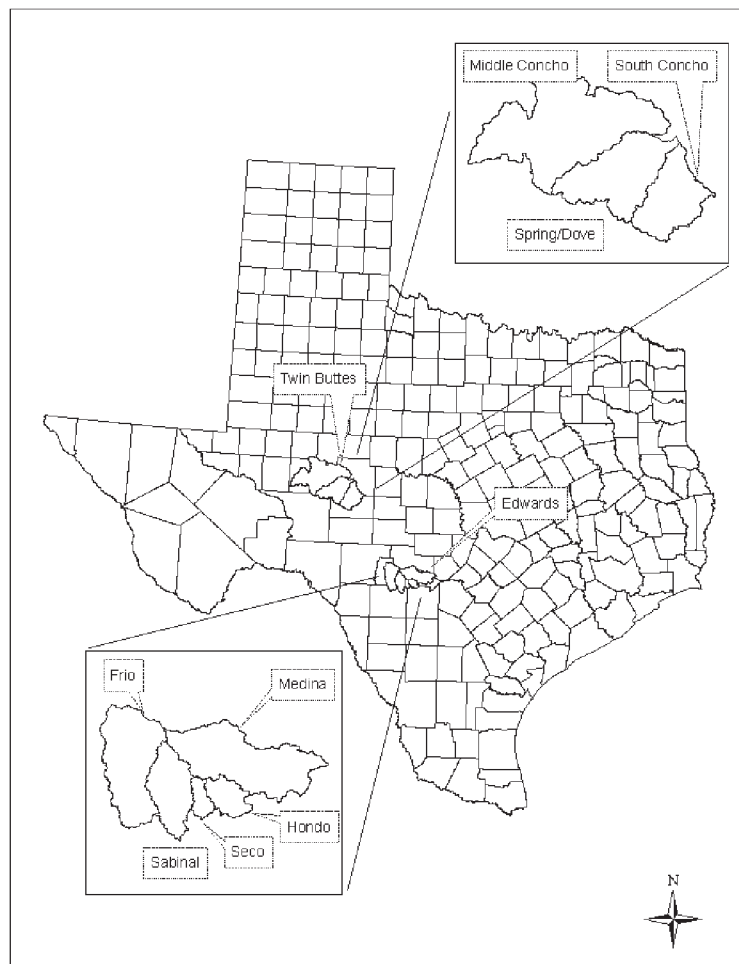 Middle Concho
South Concho
Spring/Dove
Twin Buttes
Edwards
Frio
Medina
Hondo
Seco
Sabinal
N